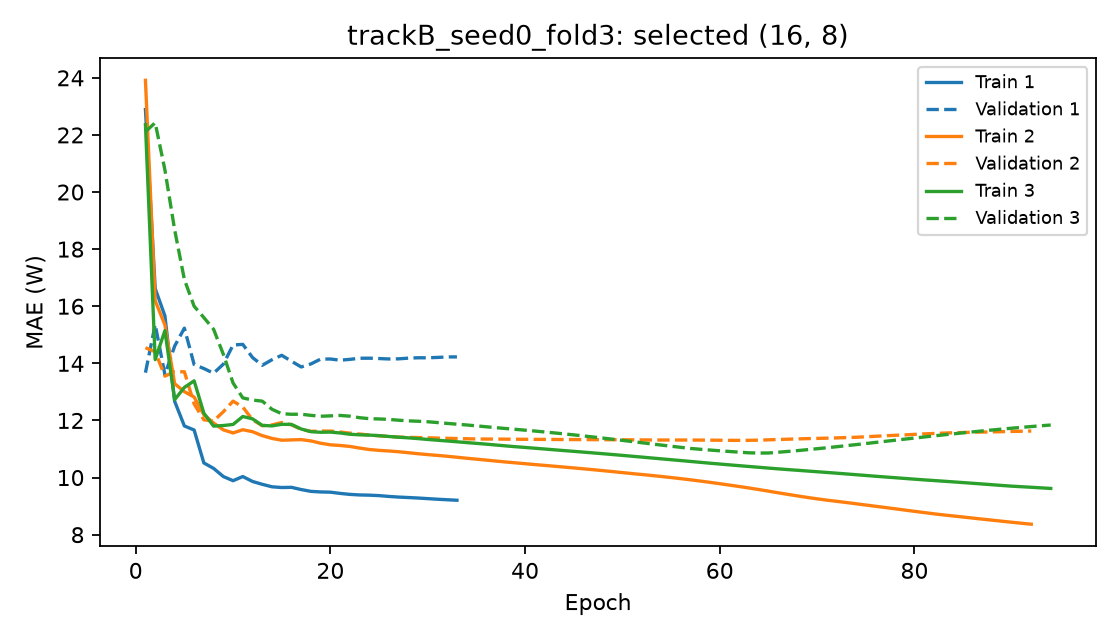 trackB_seed0_fold3: selected (16, 8)
MAE (W)
24
22
20
18
16
14
12
10
8
Train 1
Validation 1
Train 2
Validation 2
Train 3
Validation 3
0 20 40 60 80
Epoch